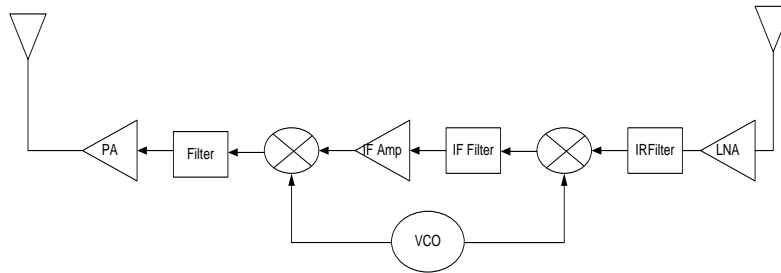 PA
Filter
IF Amp
IF Filter
IRFilter
LNA
VCO